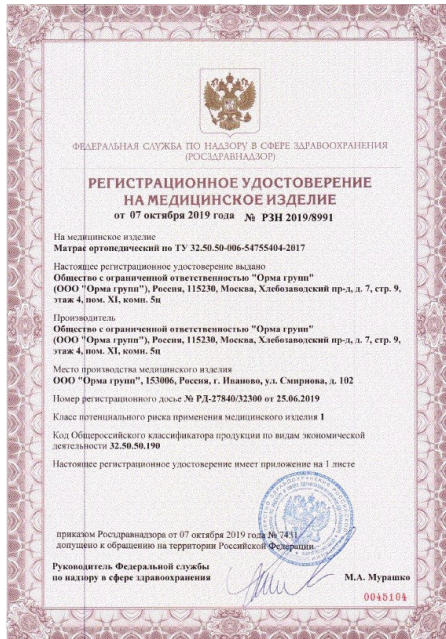 ФЕДЕРАЛЬНАЯ СЛУЖБА ПО НАДЗОРУ В СФЕРЕ ЗДРАВООХРАНЕНИЯ
(РОСЗДРАВНАДЗОР)
РЕГИСТРАЦИОННОЕ УДОСТОВЕРЕНИЕ
НА МЕДИЦИНСКОЕ ИЗДЕЛИЕ
от 07 октября 2019 года № РЗН 2019/8991
На медицинское изделие
Матрас ортопедический по ТУ 32.50.50-006-54755404-2017
Настоящее регистрационное удостоверение выдано
Общество с ограниченной ответственностью "Орма групп"
(ООО "Орма групп"), Россия, 115230, Москва, Хлебозаводский пр-д, д. 7, стр. 9,
этаж 4, пом. XI, комн. 5ц
Производитель
Общество с ограниченной ответственностью "Орма групп"
(ООО "Орма групп"), Россия, 115230, Москва, Хлебозаводский пр-д, д. 7, стр. 9,
этаж 4, пом. XI, комн. 5ц
Место производства медицинского изделия
ООО "Орма групп", 153006, Россия, г. Иваново, ул. Смирнова, д. 102
Номер регистрационного досье № РД-27840/32300 от 25.06.2019
Класс потенциального риска применения медицинского изделия 1
Код Общероссийского классификатора продукции по видам экономической
деятельности 32.50.50.190
Настоящее регистрационное удостоверение имеет приложение на 1 листе
приказом Росздравнадзора от 07 октября 2019 года № 7431
допущено к обращению на территории Российской Федерации.
Руководитель Федеральной службы
по надзору в сфере здравоохранения
М.А. Мурашко
0045104